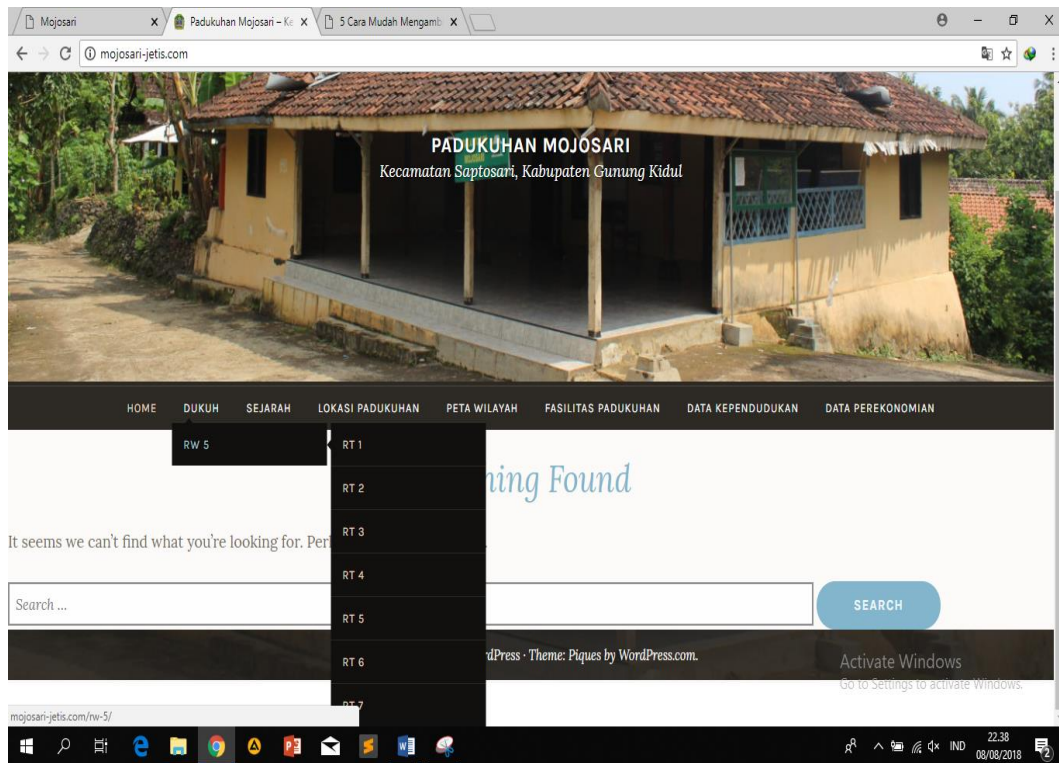 Mojosari
Padukuhan Mojosari – Ke
5 Cara Mudah Mengamb
mojosari-jetis.com
PADUKUHAN MOJOSARI
Kecamatan Saptosari, Kabupaten Gunung Kidul
HOME DUKUH SEJARAH LOKASI PADUKUHAN PETA WILAYAH FASILITAS PADUKUHAN DATA KEPENDUDUKAN DATA PEREKONOMIAN
RW 5
RT 1
RT 2
RT 3
RT 4
RT 5
RT 6
RT 7
hing Found
It seems we can't find what you're looking for. Perl
Search ...
SEARCH
rdPress · Theme: Piques by WordPress.com.
Activate Windows
Go to Settings to activate Windows.
mojosari-jetis.com/rw-5/
IND
22.38
08/08/2018
2